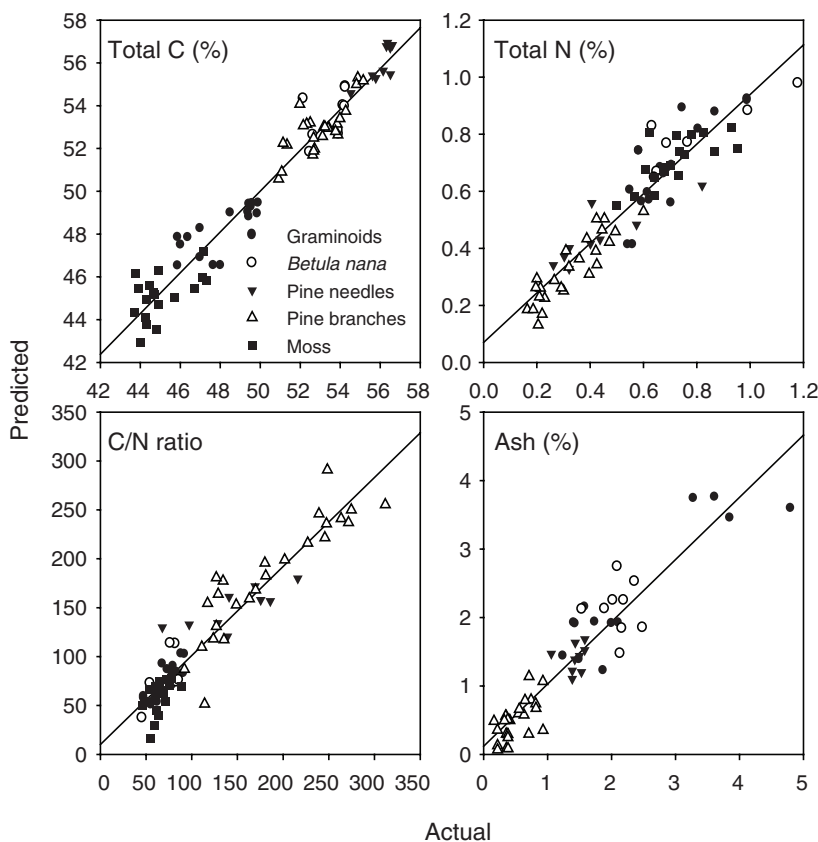 Total C (%)
58
56
54
52
50
48
46
44
42
42 44 46 48 50 52 54 56 58
Graminoids
Betula nana
Pine needles
Pine branches
Moss
Total N (%)
1.2
1.0
0.8
0.6
0.4
0.2
0.0
0.0 0.2 0.4 0.6 0.8 1.0 1.2
Predicted
C/N ratio
350
300
250
200
150
100
50
0
0 50 100 150 200 250 300 350
Ash (%)
5
4
3
2
1
0
0 1 2 3 4 5
Actual